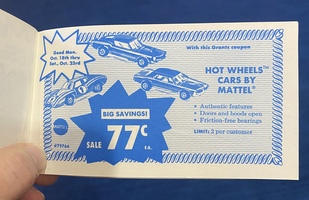 Good Mon.
Oct. 18th thru
Sat., Oct. 23rd
With this Grants coupon
HOT WHEELS™
CARS BY
MATTEL®
• Authentic features
• Doors and hoods open
• Friction-free bearings
LIMIT: 2 per customer
BIG SAVINGS!
SALE 77¢ EA.